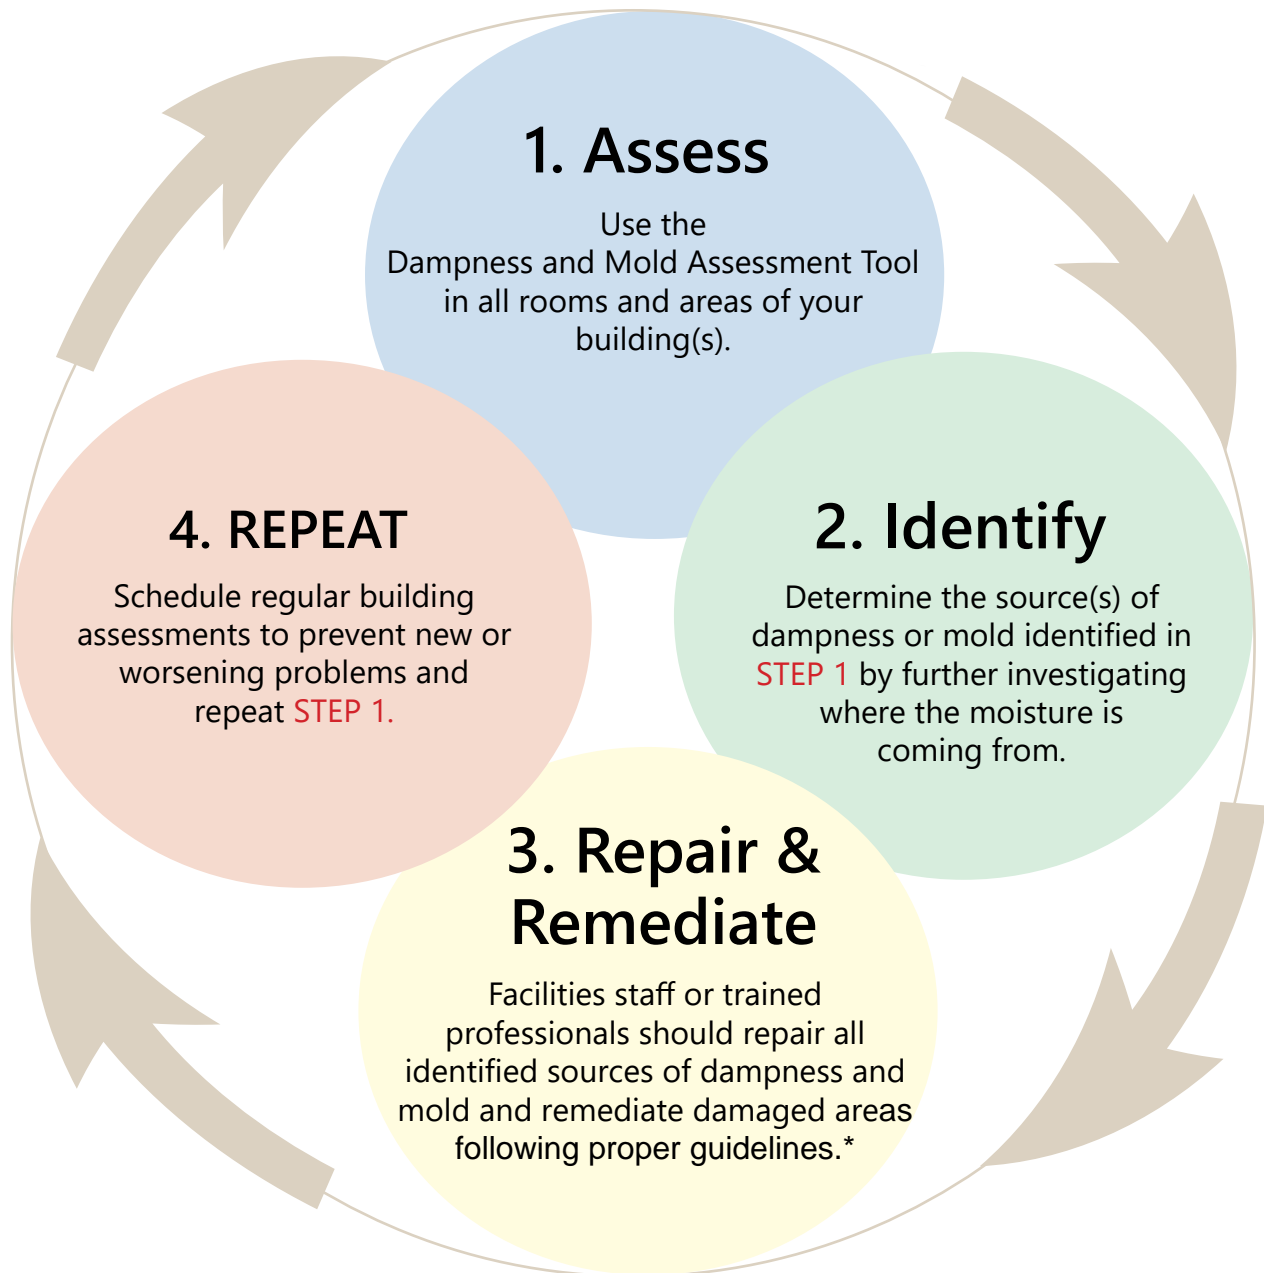 1. Assess
Use the
Dampness and Mold Assessment Tool
in all rooms and areas of your
building(s).
2. Identify
Determine the source(s) of
dampness or mold identified in
STEP 1 by further investigating
where the moisture is
coming from.
3. Repair &
Remediate
Facilities staff or trained
professionals should repair all
identified sources of dampness and
mold and remediate damaged areas
following proper guidelines.*
4. REPEAT
Schedule regular building
assessments to prevent new or
worsening problems and
repeat STEP 1.